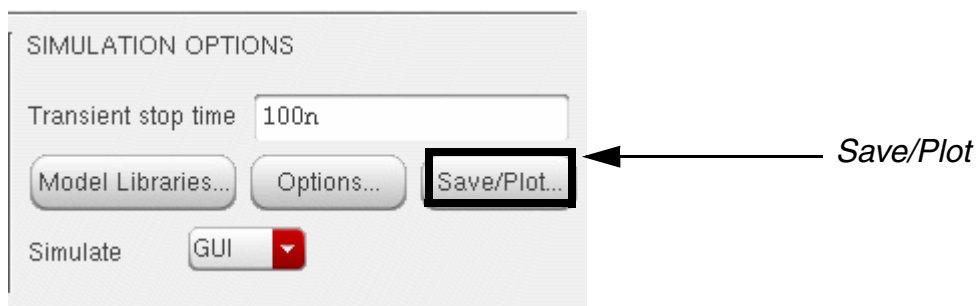 SIMULATION OPTIONS
Transient stop time 100n
Model Libraries... Options... Save/Plot... Save/Plot
Simulate GUI